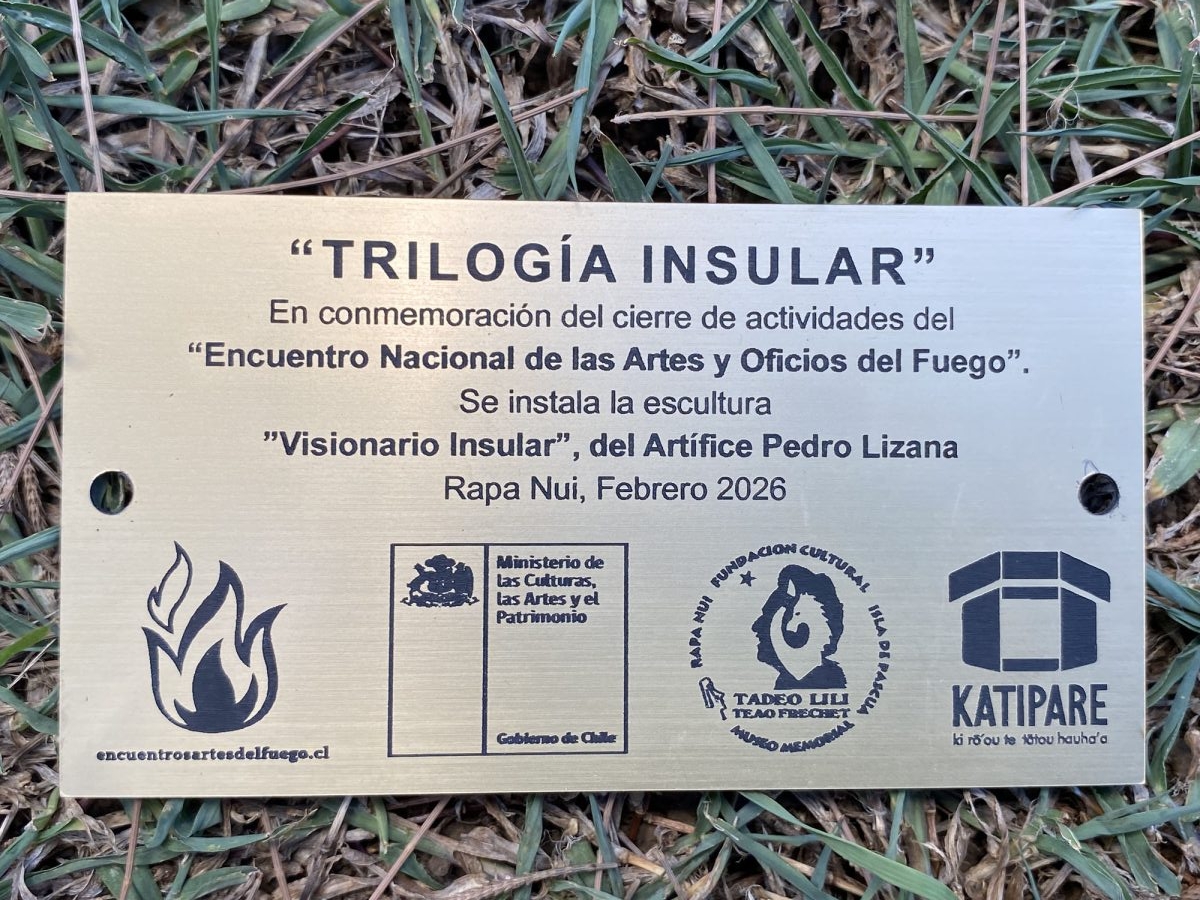 “TRILOGÍA INSULAR”
En conmemoración del cierre de actividades del
“Encuentro Nacional de las Artes y Oficios del Fuego”.
Se instala la escultura
”Visionario Insular”, del Artífice Pedro Lizana
Rapa Nui, Febrero 2026
encuentrosartesdelfuego.cl
Ministerio de
las Culturas,
las Artes y el
Patrimonio
Gobierno de Chile
RAPA NUI FUNDACION CULTURAL ISLA DE PASCUA
TADEO LILI
TEAO FRECHET
MUSEO MEMORIAL
KATIPARE
ki rō'ou te tātou hauha'a